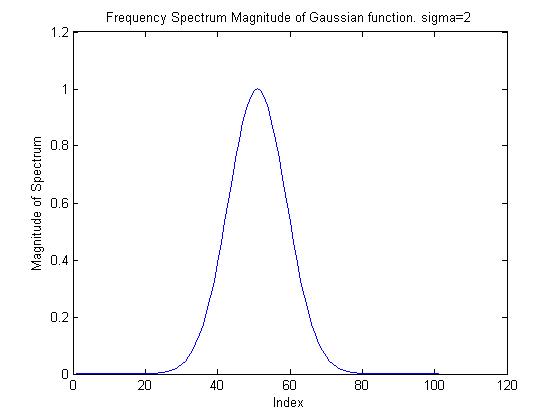 Frequency Spectrum Magnitude of Gaussian function. sigma=2
1.2
1
0.8
0.6
0.4
0.2
0
Magnitude of Spectrum
0 20 40 60 80 100 120
Index